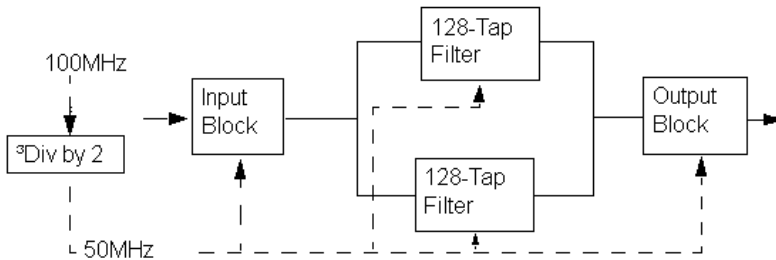 100MHz
³Div by 2
50MHz
Input
Block
128-Tap
Filter
128-Tap
Filter
Output
Block